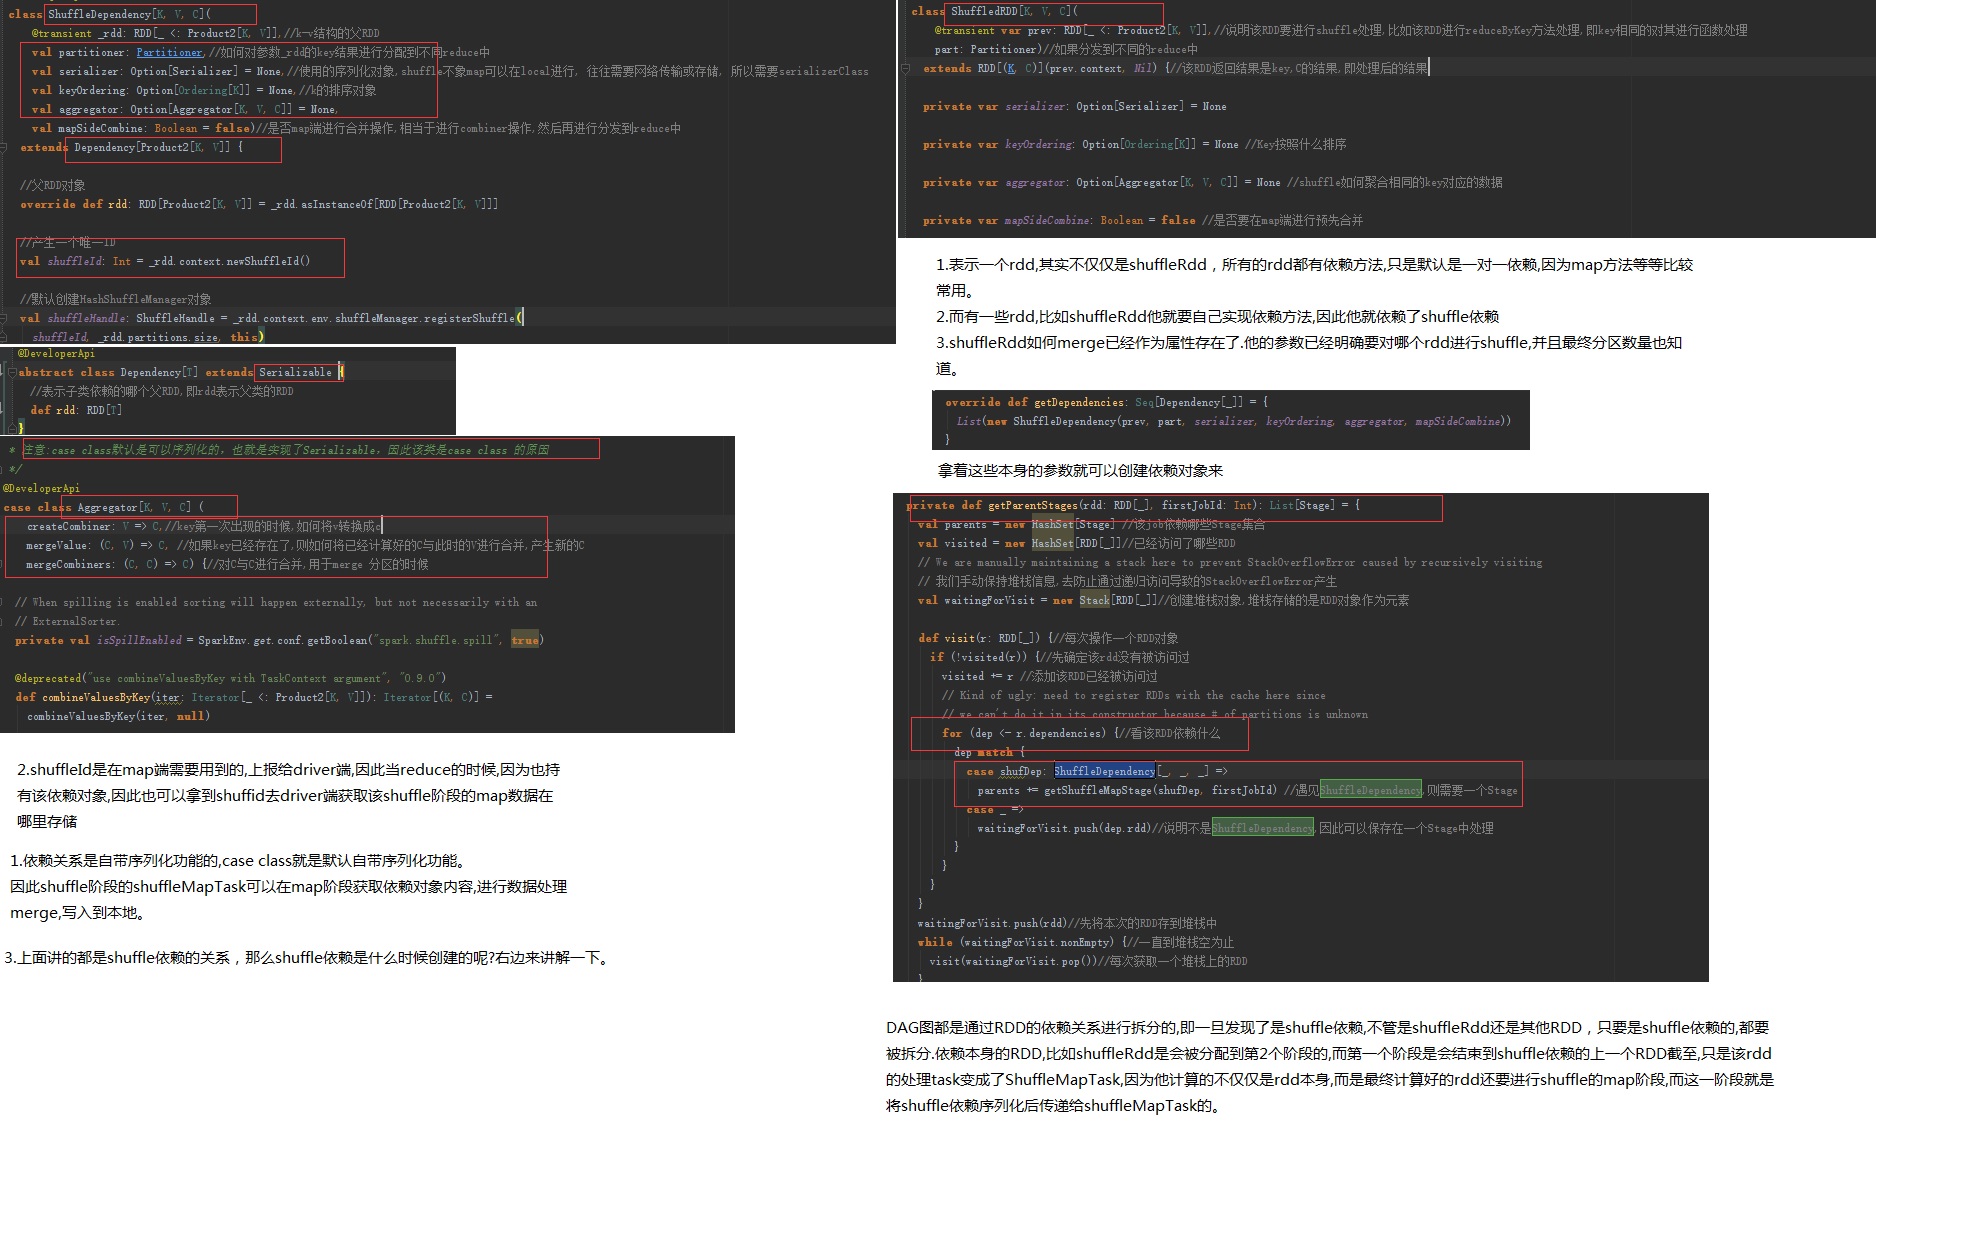 class ShuffleDependency[K, V, C](
@transient _rdd: RDD[_ <: Product2[K, V]],//k-v结构的父RDD
val partitioner: Partitioner,//如何对参数_rdd的key结果进行分配到不同reduce中
val serializer: Option[Serializer] = None,//使用的序列化对象,shuffle不象map可以在local进行, 往往需要网络传输或存储, 所以需要serializerClass
val keyOrdering: Option[Ordering[K]] = None,//k的排序对象
val aggregator: Option[Aggregator[K, V, C]] = None,
val mapSideCombine: Boolean = false)//是否map端进行合并操作,相当于进行combiner操作,然后再进行分发到reduce中
extends Dependency[Product2[K, V]] {
//父RDD对象
override def rdd: RDD[Product2[K, V]] = _rdd.asInstanceOf[RDD[Product2[K, V]]]
//产生一个唯一ID
val shuffleId: Int = _rdd.context.newShuffleId()
//默认创建HashShuffleManager对象
val shuffleHandle: ShuffleHandle = _rdd.context.env.shuffleManager.registerShuffle(
shuffleId, _rdd.partitions.size, this)
@DeveloperApi
abstract class Dependency[T] extends Serializable {
//表示子类依赖的哪个父RDD,即rdd表示父类的RDD
def rdd: RDD[T]
}
* 注意:case class默认是可以序列化的, 也就是实现了Serializable, 因此该类是case class 的原因
*/
@DeveloperApi
case class Aggregator[K, V, C] (
createCombiner: V => C,//key第一次出现的时候,如何将v转换成c
mergeValue: (C, V) => C, //如果key已经存在了,则如何将已经计算好的C与此时的V进行合并,产生新的C
mergeCombiners: (C, C) => C) {//对C与C进行合并,用于merge 分区的时候
// When spilling is enabled sorting will happen externally, but not necessarily with an
// ExternalSorter.
private val isSpillEnabled = SparkEnv.get.conf.getBoolean("spark.shuffle.spill", true)
@deprecated("use combineValuesByKey with TaskContext argument", "0.9.0")
def combineValuesByKey(iter: Iterator[_ <: Product2[K, V]]): Iterator[(K, C)] =
combineValuesByKey(iter, null)
2.shuffleId是在map端需要用到的,上报给driver端,因此当reduce的时候,因为也持
有该依赖对象,因此也可以拿到shuffid去driver端获取该shuffle阶段的map数据在
哪里存储
1.依赖关系是自带序列化功能的,case class就是默认自带序列化功能。
因此shuffle阶段的shuffleMapTask可以在map阶段获取依赖对象内容,进行数据处理
merge,写入到本地。
3.上面讲的都是shuffle依赖的关系，那么shuffle依赖是什么时候创建的呢?右边来讲解一下。
class ShuffledRDD[K, V, C](
@transient var prev: RDD[_ <: Product2[K, V]],//说明该RDD要进行shuffle处理,比如该RDD进行reduceByKey方法处理,即key相同的对其进行函数处理
part: Partitioner)//如果分发到不同的reduce中
extends RDD[(K, C)](prev.context, Nil) {//该RDD返回结果是key,C的结果,即处理后的结果
private var serializer: Option[Serializer] = None
private var keyOrdering: Option[Ordering[K]] = None //Key按照什么排序
private var aggregator: Option[Aggregator[K, V, C]] = None //shuffle如何聚合相同的key对应的数据
private var mapSideCombine: Boolean = false //是否要在map端进行预先合并
1.表示一个rdd,其实不仅仅是shuffleRdd，所有的rdd都有依赖方法,只是默认是一对一依赖,因为map方法等等比较
常用。
2.而有一些rdd,比如shuffleRdd他就要自己实现依赖方法,因此他就依赖了shuffle依赖
3.shuffleRdd如何merge已经作为属性存在了.他的参数已经明确要对哪个rdd进行shuffle,并且最终分区数量也知
道。
override def getDependencies: Seq[Dependency[_]] = {
List(new ShuffleDependency(prev, part, serializer, keyOrdering, aggregator, mapSideCombine))
}
拿着这些本身的参数就可以创建依赖对象来
private def getParentStages(rdd: RDD[_], firstJobId: Int): List[Stage] = {
val parents = new HashSet[Stage] //该job依赖哪些Stage集合
val visited = new HashSet[RDD[_]]//已经访问了哪些RDD
// We are manually maintaining a stack here to prevent StackOverflowError caused by recursively visiting
// 我们手动保持堆栈信息,去防止通过递归访问导致的StackOverflowError产生
val waitingForVisit = new Stack[RDD[_]]//创建堆栈对象,堆栈存储的是RDD对象作为元素
def visit(r: RDD[_]) {//每次操作一个RDD对象
if (!visited(r)) {//先确定该rdd没有被访问过
visited += r //添加该RDD已经被访问过
// Kind of ugly: need to register RDDs with the cache here since
// we can't do it in its constructor because # of partitions is unknown
for (dep <- r.dependencies) {//看该RDD依赖什么
dep match {
case shufDep: ShuffleDependency[_, _, _] =>
parents += getShuffleMapStage(shufDep, firstJobId) //遇见ShuffleDependency,则需要一个Stage
case _ =>
waitingForVisit.push(dep.rdd)//说明不是ShuffleDependency,因此可以保存在一个Stage中处理
}
}
}
}
waitingForVisit.push(rdd)//先将本次的RDD存到堆栈中
while (waitingForVisit.nonEmpty) {//一直到堆栈空为止
visit(waitingForVisit.pop())//每次获取一个堆栈上的RDD
}
DAG图都是通过RDD的依赖关系进行拆分的,即一旦发现了是shuffle依赖,不管是shuffleRdd还是其他RDD，只要是shuffle依赖的,都要
被拆分.依赖本身的RDD,比如shuffleRdd是会被分配到第2个阶段的,而第一个阶段是会结束到shuffle依赖的上一个RDD截至,只是该rdd
的处理task变成了ShuffleMapTask,因为他计算的不仅仅是rdd本身,而是最终计算好的rdd还要进行shuffle的map阶段,而这一阶段就是
将shuffle依赖序列化后传递给shuffleMapTask的。